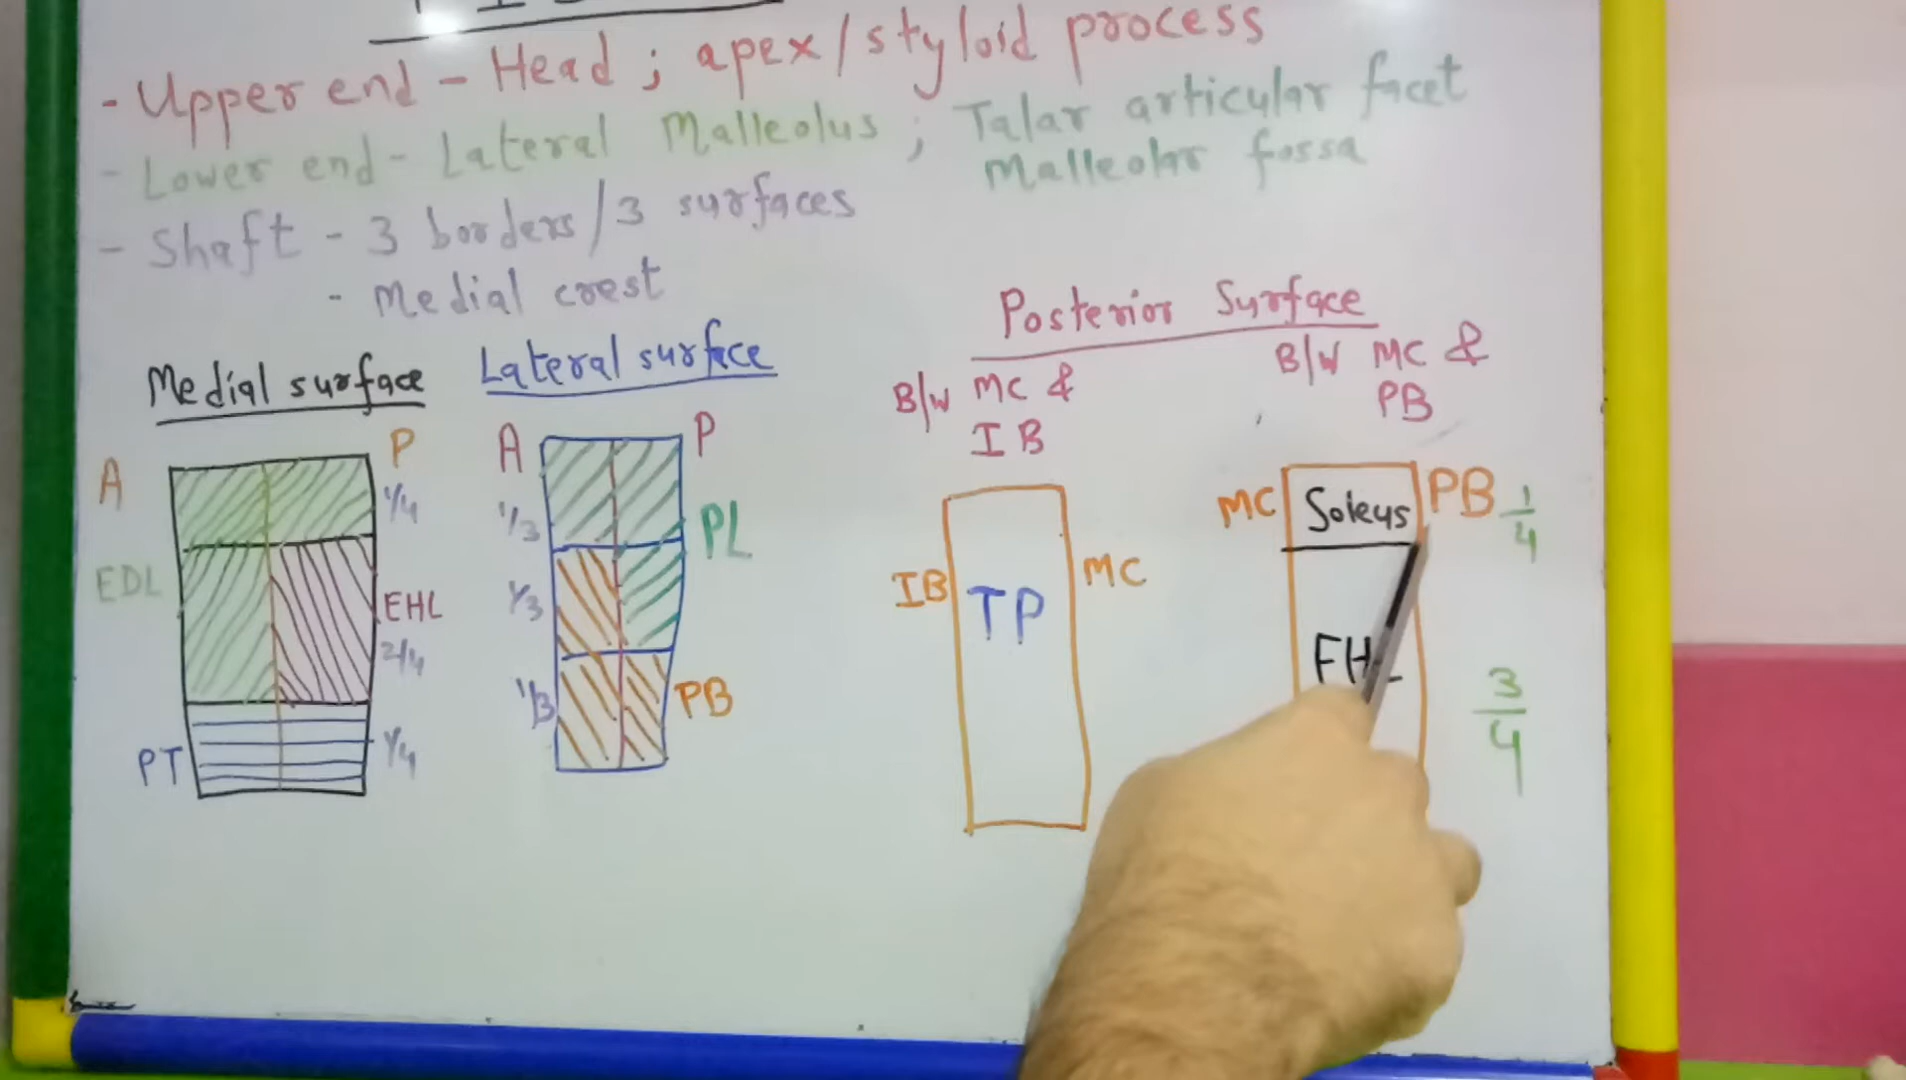 - Upper end - Head ; apex/styloid process
- Lower end - Lateral Malleolus ; Talar articular facet
Malleolar fossa
- Shaft - 3 borders/3 surfaces
- Medial crest
Medial surface
A
P
1/4
EDL
EHL
2/4
PT
1/4
Lateral surface
A
P
1/3
PL
1/3
1/3
PB
Posterior Surface
B/W MC &
IB
IB
TP
MC
B/W MC &
PB
MC
Soleus
PB
1/4
3/4